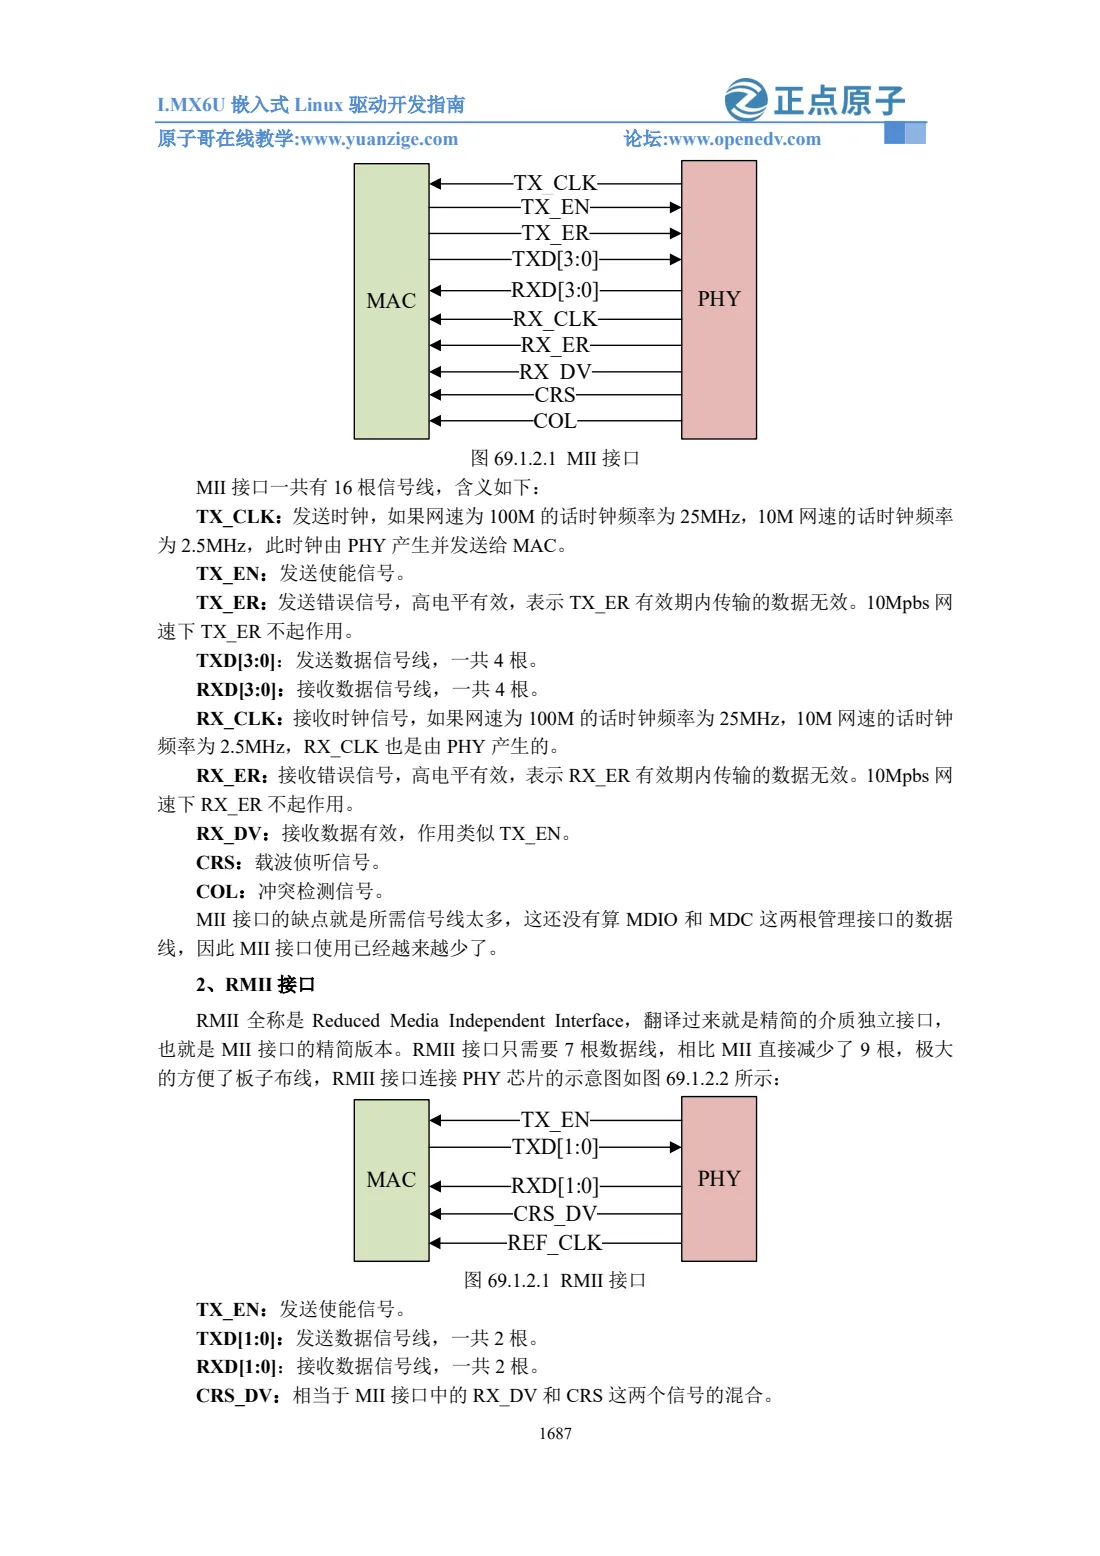 I.MX6U 嵌入式 Linux 驱动开发指南
正点原子
原子哥在线教学:www.yuanzige.com 论坛:www.openedv.com
MAC
PHY
TX_CLK
TX_EN
TX_ER
TXD[3:0]
RXD[3:0]
RX_CLK
RX_ER
RX_DV
CRS
COL
图 69.1.2.1 MII 接口
MII 接口一共有 16 根信号线，含义如下：
TX_CLK：发送时钟，如果网速为 100M 的话时钟频率为 25MHz，10M 网速的话时钟频率
为 2.5MHz，此时钟由 PHY 产生并发送给 MAC。
TX_EN：发送使能信号。
TX_ER：发送错误信号，高电平有效，表示 TX_ER 有效期内传输的数据无效。10Mpbs 网
速下 TX_ER 不起作用。
TXD[3:0]：发送数据信号线，一共 4 根。
RXD[3:0]：接收数据信号线，一共 4 根。
RX_CLK：接收时钟信号，如果网速为 100M 的话时钟频率为 25MHz，10M 网速的话时钟
频率为 2.5MHz，RX_CLK 也是由 PHY 产生的。
RX_ER：接收错误信号，高电平有效，表示 RX_ER 有效期内传输的数据无效。10Mpbs 网
速下 RX_ER 不起作用。
RX_DV：接收数据有效，作用类似 TX_EN。
CRS：载波侦听信号。
COL：冲突检测信号。
MII 接口的缺点就是所需信号线太多，这还没有算 MDIO 和 MDC 这两根管理接口的数据
线，因此 MII 接口使用已经越来越少了。
2、RMII 接口
RMII 全称是 Reduced Media Independent Interface，翻译过来就是精简的介质独立接口，
也就是 MII 接口的精简版本。RMII 接口只需要 7 根数据线，相比 MII 直接减少了 9 根，极大
的方便了板子布线，RMII 接口连接 PHY 芯片的示意图如图 69.1.2.2 所示：
MAC
PHY
TX_EN
TXD[1:0]
RXD[1:0]
CRS_DV
REF_CLK
图 69.1.2.1 RMII 接口
TX_EN：发送使能信号。
TXD[1:0]：发送数据信号线，一共 2 根。
RXD[1:0]：接收数据信号线，一共 2 根。
CRS_DV：相当于 MII 接口中的 RX_DV 和 CRS 这两个信号的混合。
1687